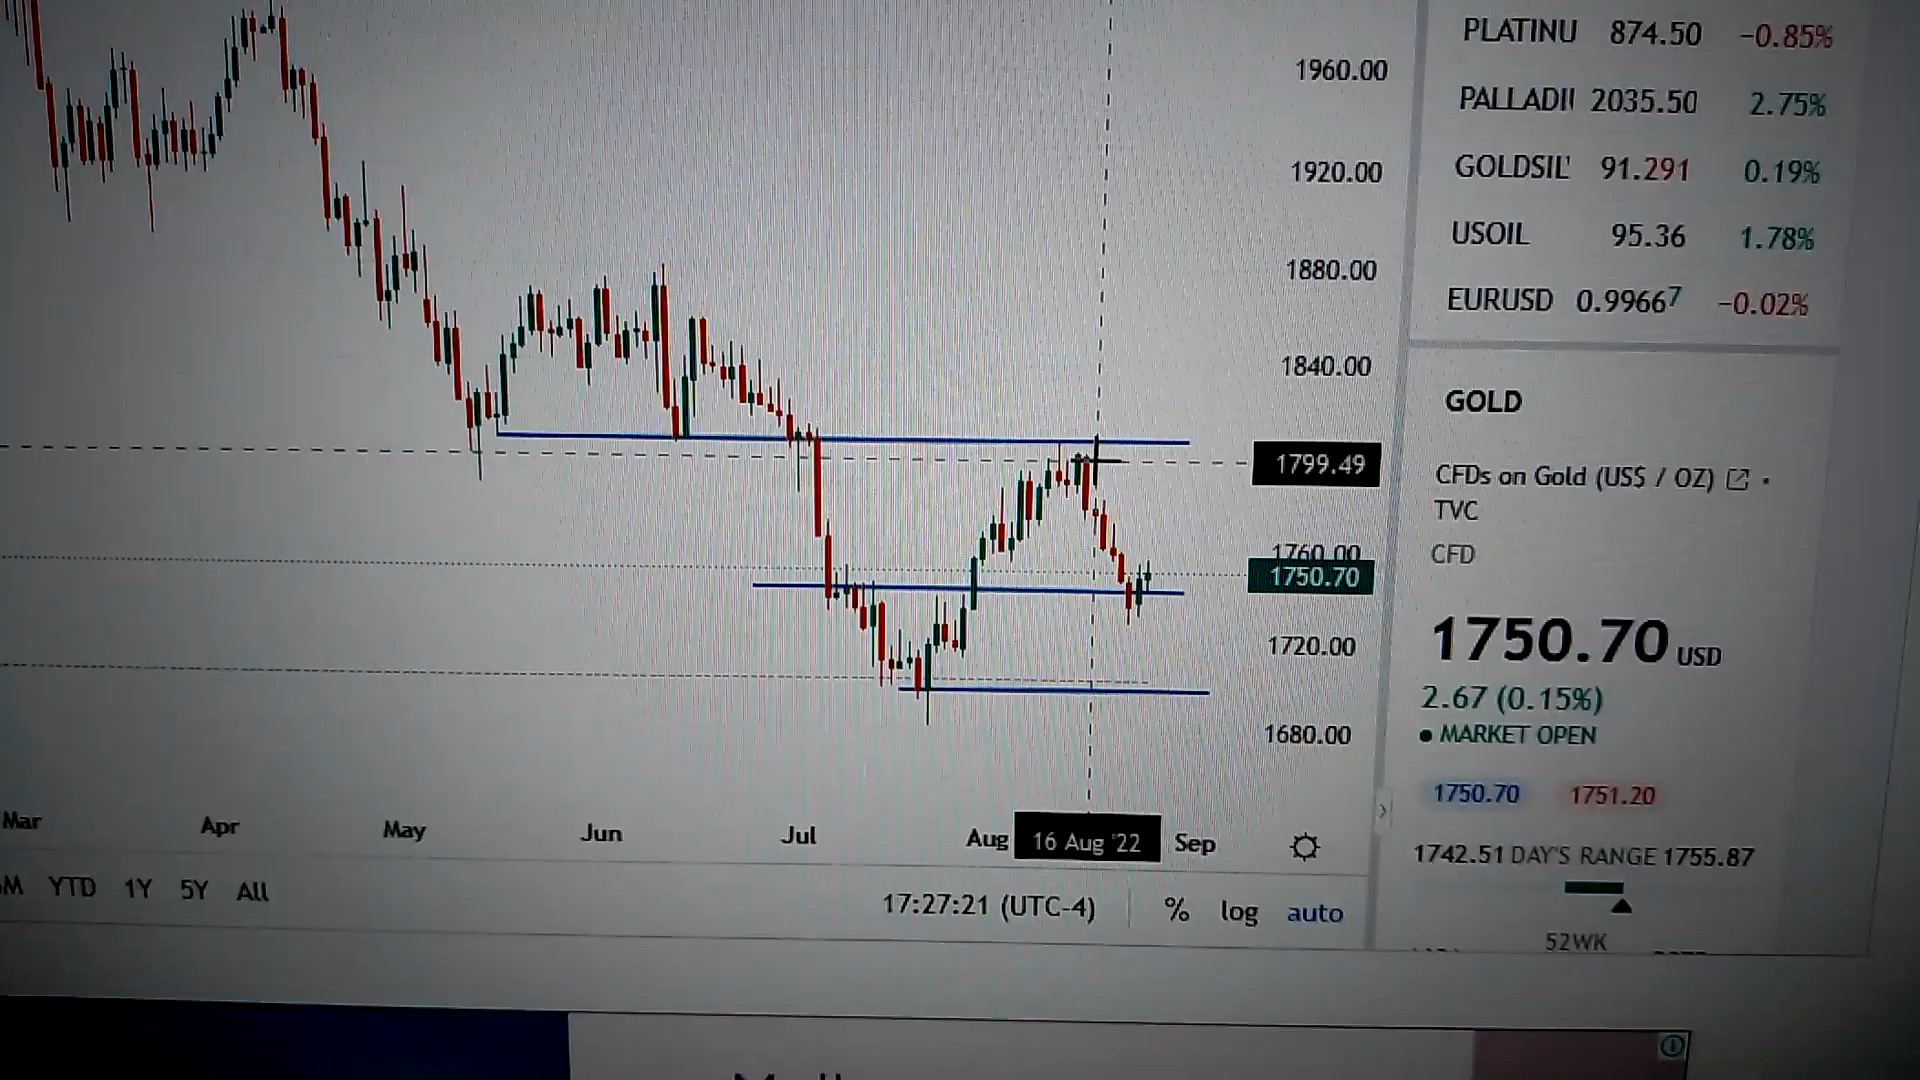 PLATINU 874.50 −0.85%
PALLADI 2035.50 2.75%
GOLDSIL 91.291 0.19%
USOIL 95.36 1.78%
EURUSD 0.99667 −0.02%
1960.00
1920.00
1880.00
1840.00
1799.49
1760.00
1750.70
1720.00
1680.00
GOLD
CFDs on Gold (US$ / OZ) ·
TVC
CFD
1750.70 USD
2.67 (0.15%)
• MARKET OPEN
1750.70 1751.20
1742.51 DAY'S RANGE 1755.87
52WK
Mar Apr May Jun Jul Aug 16 Aug '22 Sep
M YTD 1Y 5Y All
17:27:21 (UTC-4) % log auto